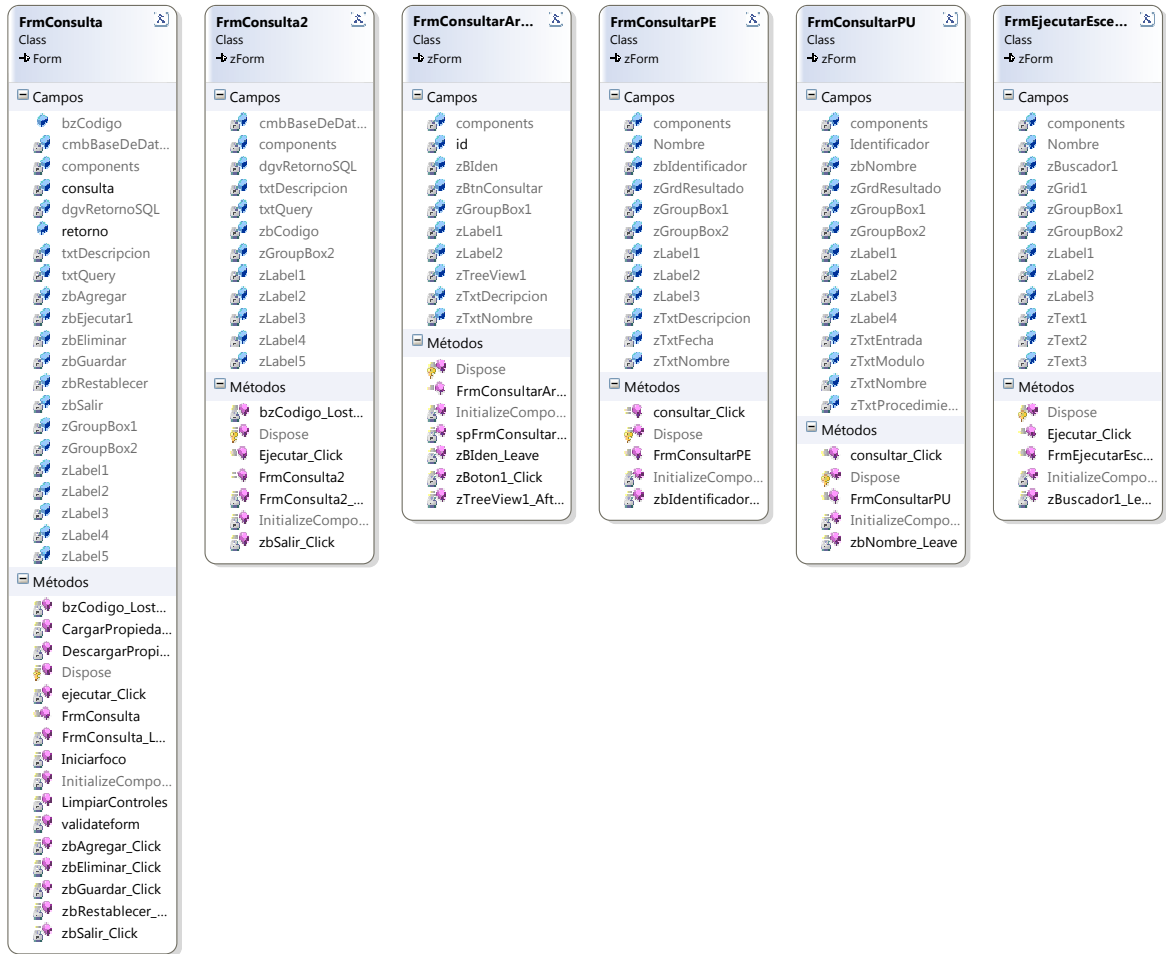 FrmConsulta
Class
Form
Campos
bzCodigo
cmbBaseDeDat...
components
consulta
dgvRetornoSQL
retorno
txtDescripcion
txtQuery
zbAgregar
zbEjecutar1
zbEliminar
zbGuardar
zbRestablecer
zbSalir
zGroupBox1
zGroupBox2
zLabel1
zLabel2
zLabel3
zLabel4
zLabel5
Métodos
bzCodigo_Lost...
CargarPropieda...
DescargarPropi...
Dispose
ejecutar_Click
FrmConsulta
FrmConsulta_L...
Iniciarfoco
InitializeCompo...
LimpiarControles
validateform
zbAgregar_Click
zbEliminar_Click
zbGuardar_Click
zbRestablecer_...
zbSalir_Click
FrmConsulta2
Class
zForm
Campos
cmbBaseDeDat...
components
dgvRetornoSQL
txtDescripcion
txtQuery
zbCodigo
zGroupBox2
zLabel1
zLabel2
zLabel3
zLabel4
zLabel5
Métodos
bzCodigo_Lost...
Dispose
Ejecutar_Click
FrmConsulta2
FrmConsulta2_...
InitializeCompo...
zbSalir_Click
FrmConsultarAr...
Class
zForm
Campos
components
id
zBIden
zBtnConsultar
zGroupBox1
zLabel1
zLabel2
zTreeView1
zTxtDecripcion
zTxtNombre
Métodos
Dispose
FrmConsultarAr...
InitializeCompo...
spFrmConsultar...
zBIden_Leave
zBoton1_Click
zTreeView1_Aft...
FrmConsultarPE
Class
zForm
Campos
components
Nombre
zbIdentificador
zGrdResultado
zGroupBox1
zGroupBox2
zLabel1
zLabel2
zLabel3
zTxtDescripcion
zTxtFecha
zTxtNombre
Métodos
consultar_Click
Dispose
FrmConsultarPE
InitializeCompo...
zbIdentificador...
FrmConsultarPU
Class
zForm
Campos
components
Identificador
zbNombre
zGrdResultado
zGroupBox1
zGroupBox2
zLabel1
zLabel2
zLabel3
zLabel4
zTxtEntrada
zTxtModulo
zTxtNombre
zTxtProcedimie...
Métodos
consultar_Click
Dispose
FrmConsultarPU
InitializeCompo...
zbNombre_Leave
FrmEjecutarEsce...
Class
zForm
Campos
components
Nombre
zBuscador1
zGrid1
zGroupBox1
zGroupBox2
zLabel1
zLabel2
zLabel3
zText1
zText2
zText3
Métodos
Dispose
Ejecutar_Click
FrmEjecutarEsc...
InitializeCompo...
zBuscador1_Le...